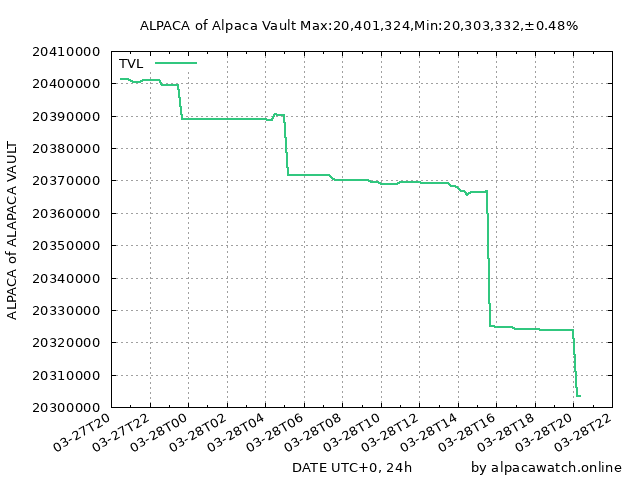 ALPACA of Alpaca Vault Max:20,401,324,Min:20,303,332,±0.48%
TVL
20410000
20400000
20390000
20380000
20370000
20360000
20350000
20340000
20330000
20320000
20310000
20300000
ALPACA of ALAPACA VAULT
03-27T20
03-27T22
03-28T00
03-28T02
03-28T04
03-28T06
03-28T08
03-28T10
03-28T12
03-28T14
03-28T16
03-28T18
03-28T20
03-28T22
DATE UTC+0, 24h
by alpacawatch.online